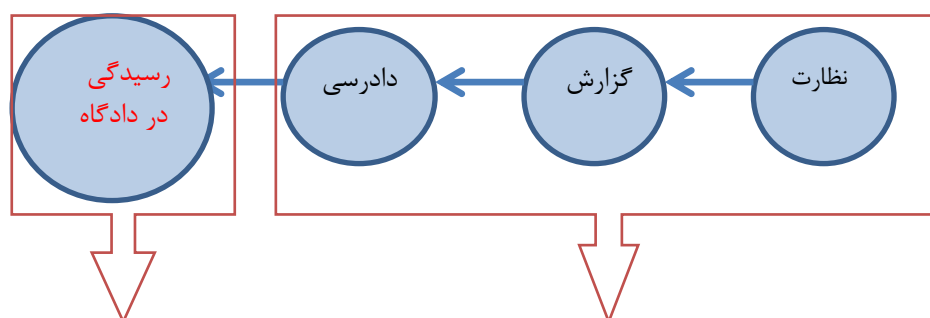 نظارت
گزارش
دادرسی
رسیدگی
در دادگاه